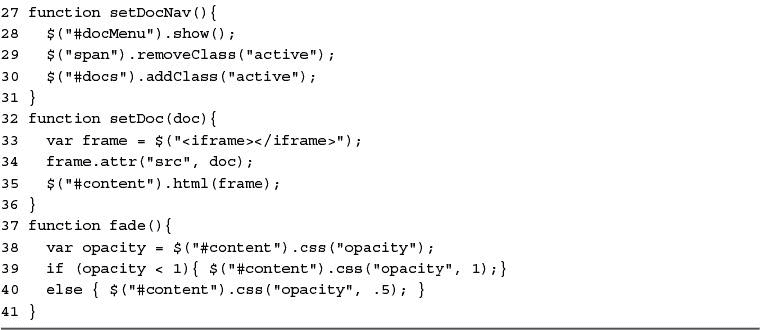 27 function setDocNav(){
28   $("#docMenu").show();
29   $("span").removeClass("active");
30   $("#docs").addClass("active");
31 }
32 function setDoc(doc){
33   var frame = $("<iframe></iframe>");
34   frame.attr("src", doc);
35   $("#content").html(frame);
36 }
37 function fade(){
38   var opacity = $("#content").css("opacity");
39   if (opacity < 1){ $("#content").css("opacity", 1);}
40   else { $("#content").css("opacity", .5); }
41 }